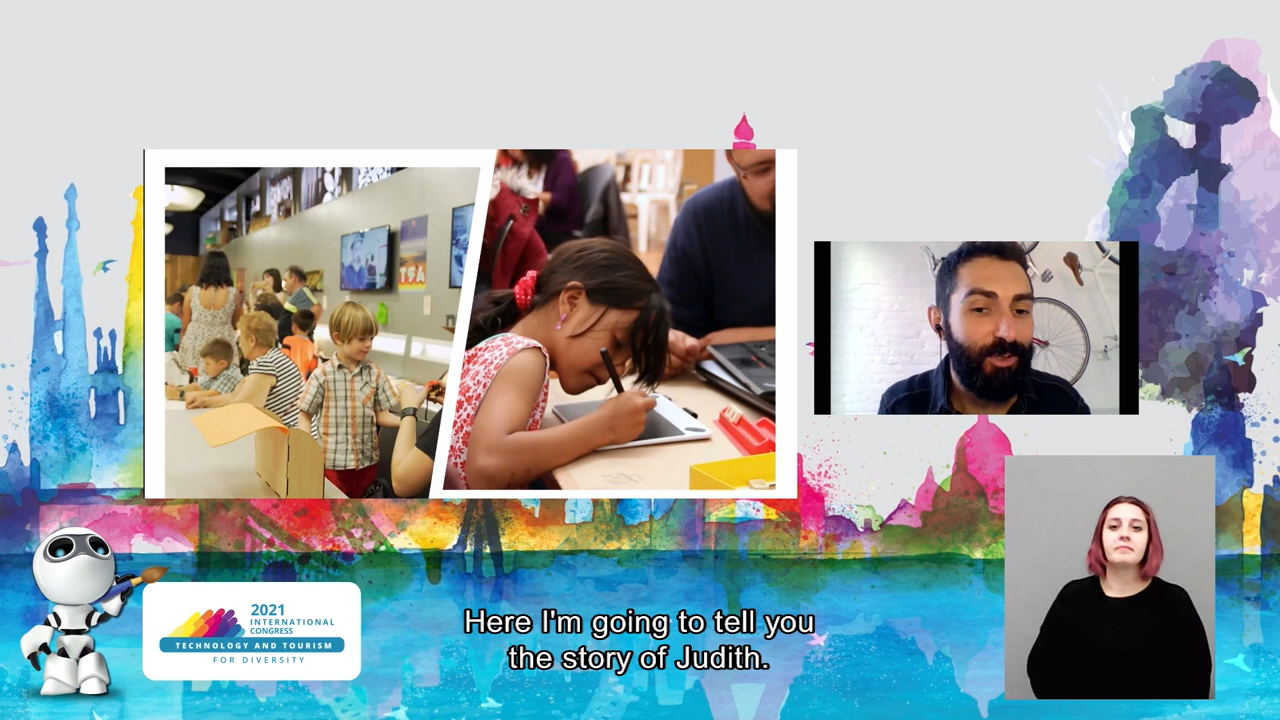 2021
INTERNATIONAL
CONGRESS
TECHNOLOGY AND TOURISM
FOR DIVERSITY
Here I'm going to tell you
the story of Judith.